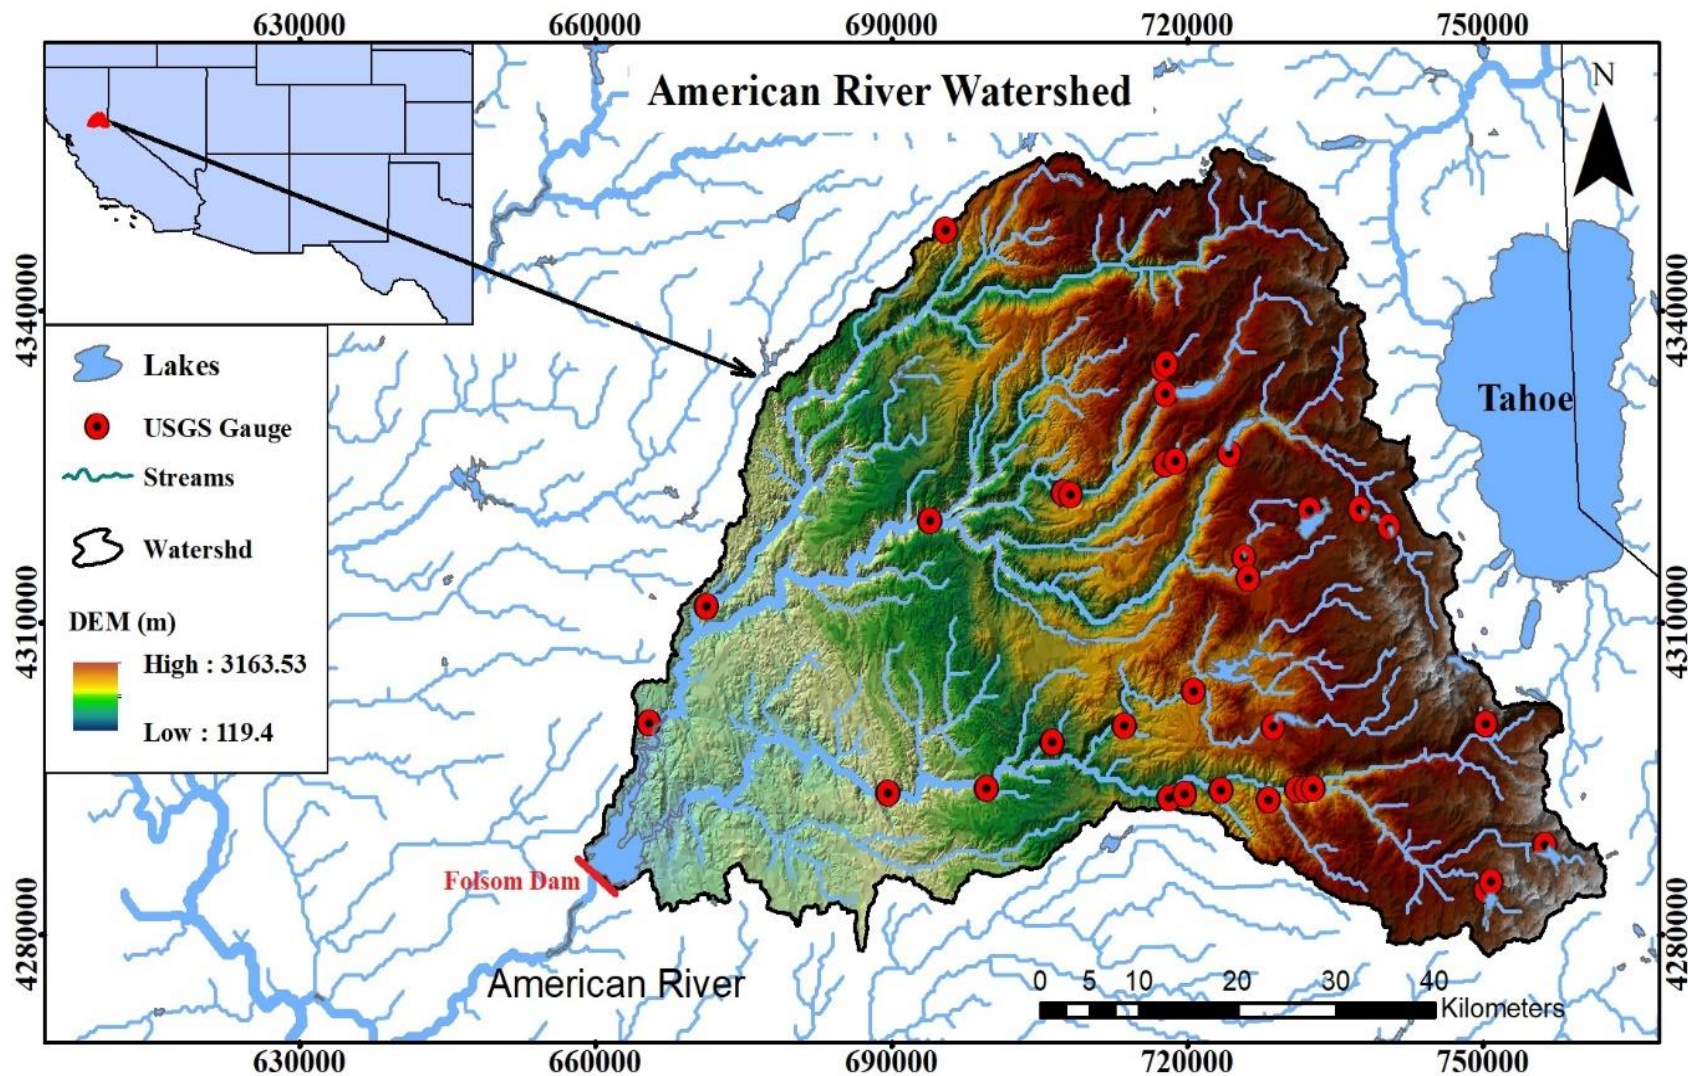 630000 660000 690000 720000 750000
American River Watershed
N
4340000
4340000
Lakes
USGS Gauge
Streams
Watershd
DEM (m)
High : 3163.53
Low : 119.4
Tahoe
4310000
4310000
Folsom Dam
American River
4280000
4280000
0 5 10 20 30 40
Kilometers
630000 660000 690000 720000 750000